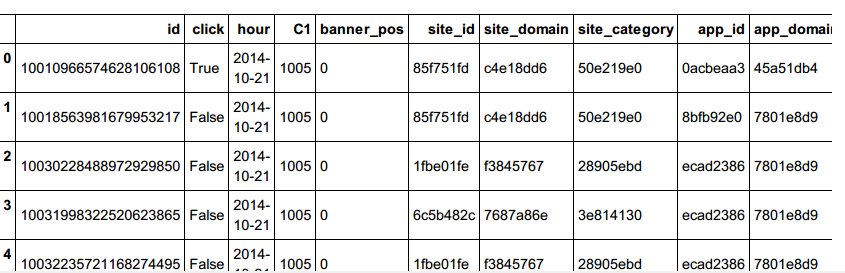 id click hour C1 banner_pos site_id site_domain site_category app_id app_domai
0 10010966574628106108 True 2014-10-21 1005 0 85f751fd c4e18dd6 50e219e0 0acbeaa3 45a51db4
1 10018563981679953217 False 2014-10-21 1005 0 85f751fd c4e18dd6 50e219e0 8bfb92e0 7801e8d9
2 10030228488972929850 False 2014-10-21 1005 0 1fbe01fe f3845767 28905ebd ecad2386 7801e8d9
3 10031998322520623865 False 2014-10-21 1005 0 6c5b482c 7687a86e 3e814130 ecad2386 7801e8d9
4 10032235721168274495 False 2014-10-21 1005 0 1fbe01fe f3845767 28905ebd ecad2386 7801e8d9